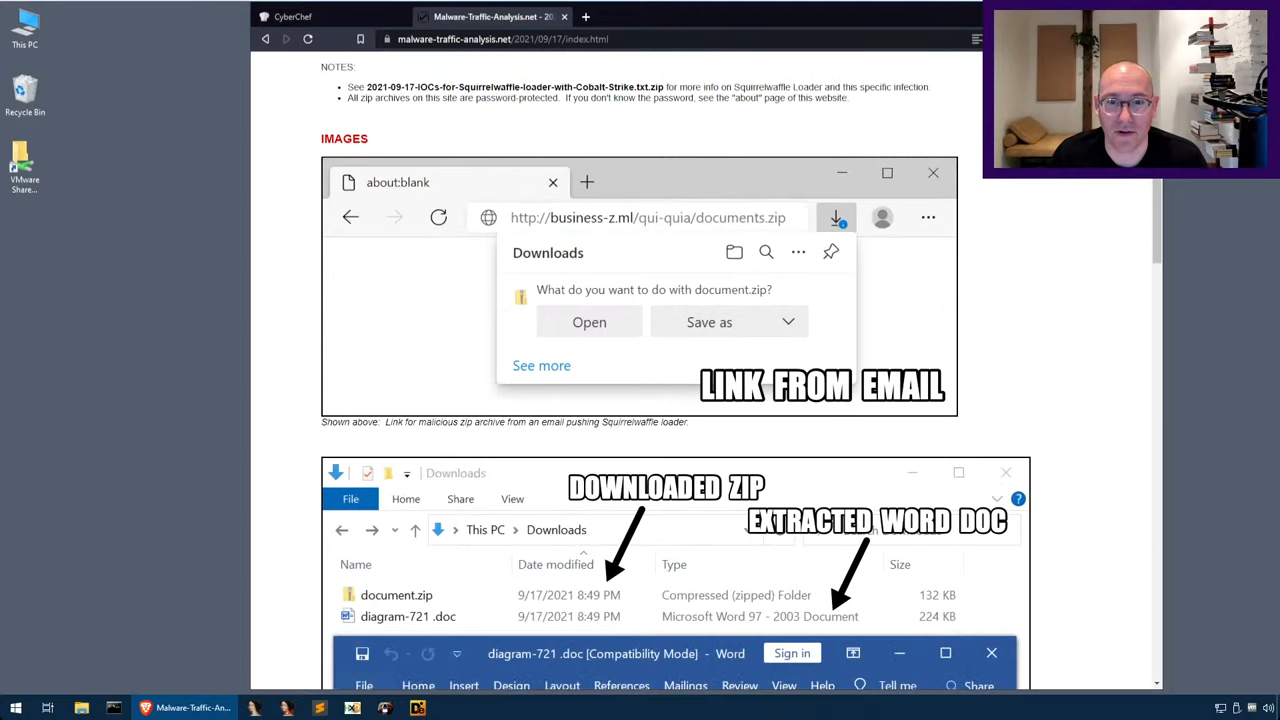 This PC
Recycle Bin
VMware
Share...
CyberChef
Malware-Traffic-Analysis.net - 20
malware-traffic-analysis.net/2021/09/17/index.html
NOTES:
See 2021-09-17-IOCs-for-Squirrelwaffle-loader-with-Cobalt-Strike.txt.zip for more info on Squirrelwaffle Loader and this specific infection.
All zip archives on this site are password-protected. If you don't know the password, see the "about" page of this website.
IMAGES
about:blank
http://business-z.ml/qui-quia/documents.zip
Downloads
What do you want to do with document.zip?
Open
Save as
See more
LINK FROM EMAIL
Shown above: Link for malicious zip archive from an email pushing Squirrelwaffle loader.
Downloads
DOWNLOADED ZIP
File Home Share View
EXTRACTED WORD DOC
This PC > Downloads
Name Date modified Type Size
document.zip 9/17/2021 8:49 PM Compressed (zipped) Folder 132 KB
diagram-721 .doc 9/17/2021 8:49 PM Microsoft Word 97 - 2003 Document 224 KB
diagram-721 .doc [Compatibility Mode] - Word Sign in
File Home Insert Design Layout References Mailings Review View Help Tell me Share
Malware-Traffic-An...